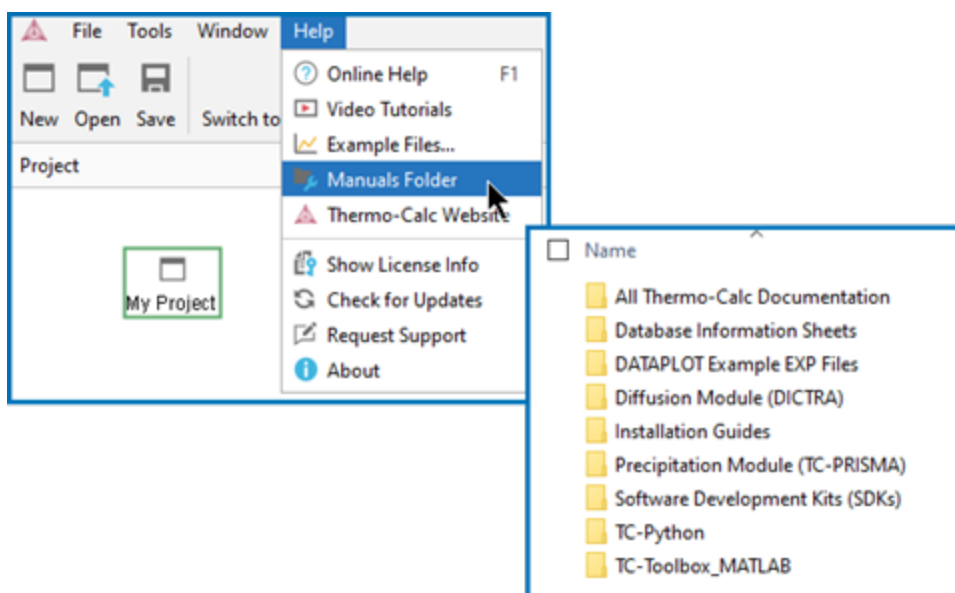 File Tools Window Help
New Open Save Switch to
Project
My Project
Online Help F1
Video Tutorials
Example Files...
Manuals Folder
Thermo-Calc Website
Show License Info
Check for Updates
Request Support
About
Name
All Thermo-Calc Documentation
Database Information Sheets
DATAPLOT Example EXP Files
Diffusion Module (DICTRA)
Installation Guides
Precipitation Module (TC-PRISMA)
Software Development Kits (SDKs)
TC-Python
TC-Toolbox_MATLAB